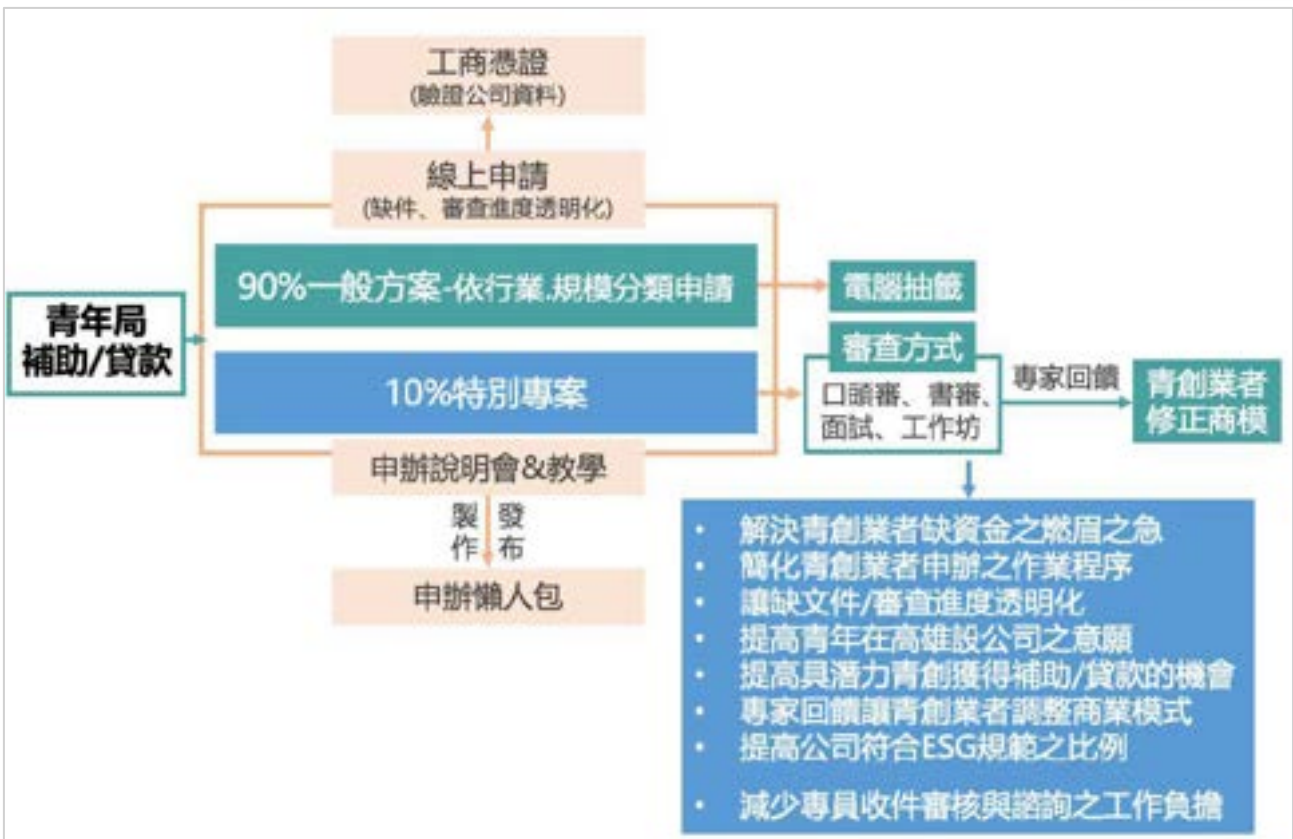 工商憑證
(驗證公司資料)
線上申請
(缺件、審查進度透明化)
青年局
補助/貸款
90%一般方案-依行業.規模分類申請
電腦抽籤
10%特別專案
審查方式
口頭審、書審、
面試、工作坊
專家回饋
青創業者
修正商模
申辦說明會&教學
製作
發布
申辦懶人包
• 解決青創業者缺資金之燃眉之急
• 簡化青創業者申辦之作業程序
• 讓缺文件/審查進度透明化
• 提高青年在高雄設公司之意願
• 提高具潛力青創獲得補助/貸款的機會
• 專家回饋讓青創業者調整商業模式
• 提高公司符合ESG規範之比例
• 減少專員收件審核與諮詢之工作負擔